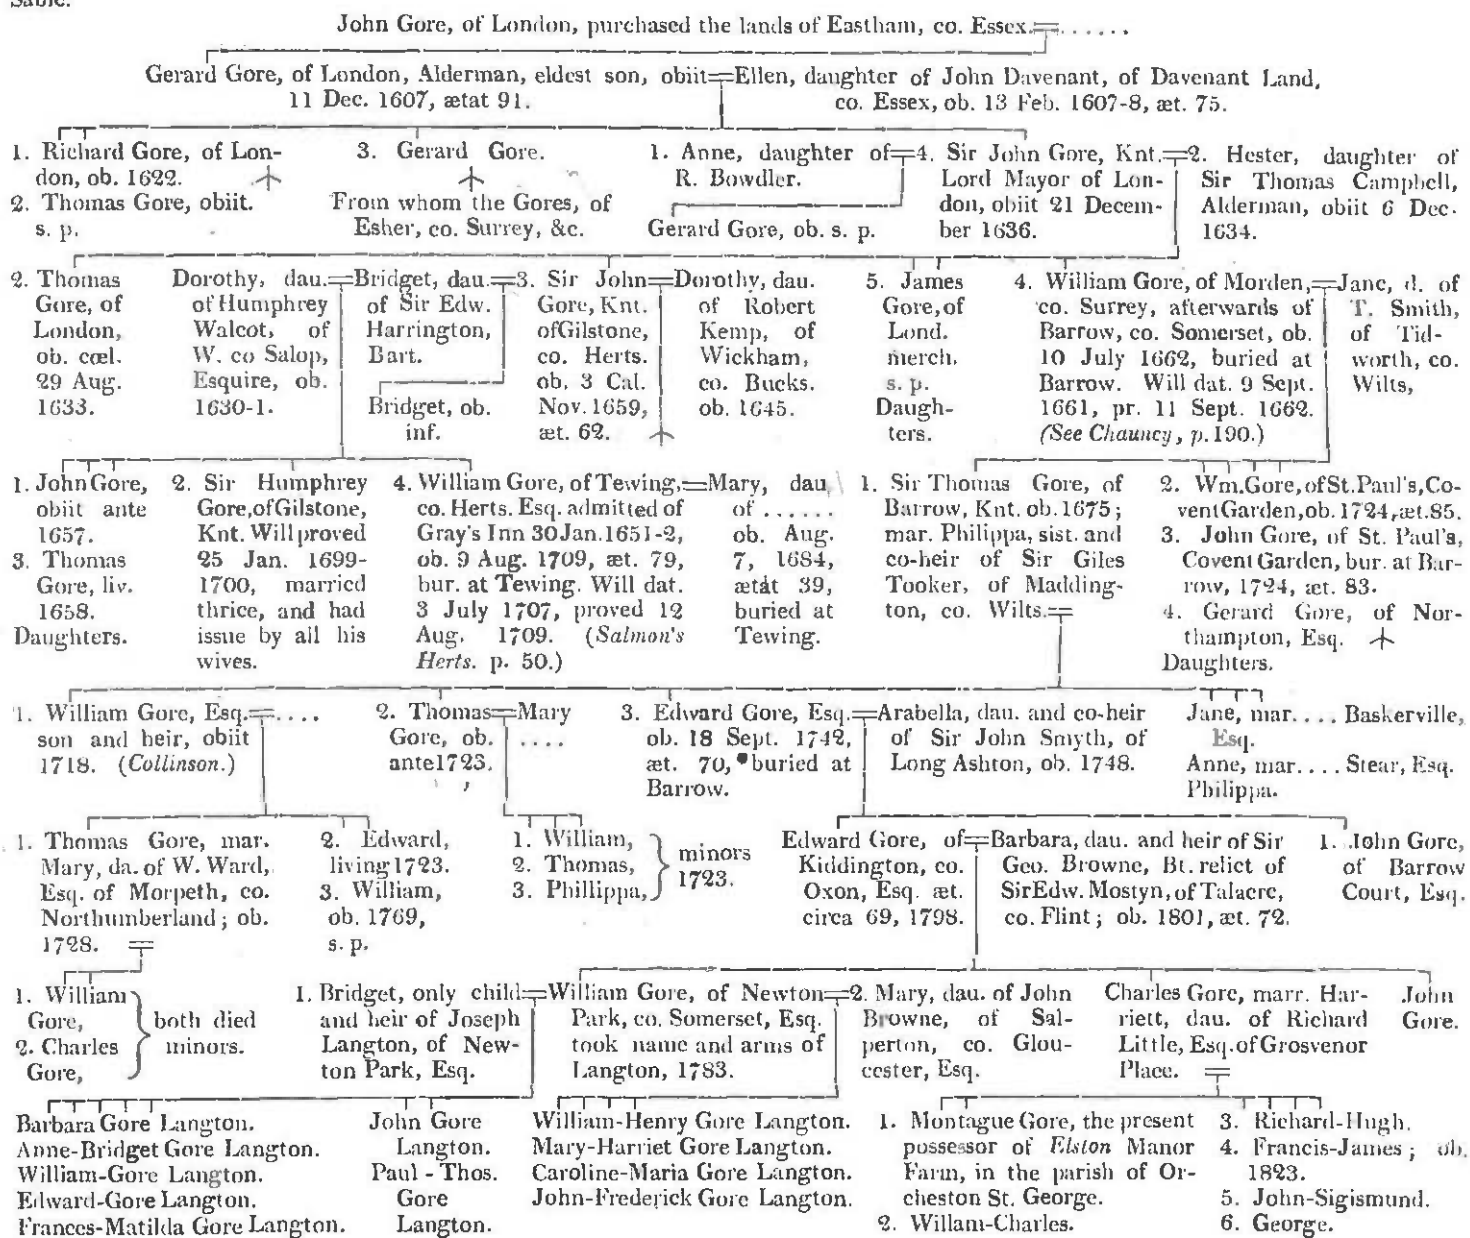 Sable.
John Gore, of London, purchased the lands of Eastham, co. Essex.=......
Gerard Gore, of London, Alderman, eldest son, obiit=Ellen, daughter of John Davenant, of Davenant Land,
11 Dec. 1607, ætat 91.
co. Essex, ob. 13 Feb. 1607-8, æt. 75.
1. Richard Gore, of Lon-
don, ob. 1622.
2. Thomas Gore, obiit.
s. p.
3. Gerard Gore.
From whom the Gores, of
Esher, co. Surrey, &c.
1. Anne, daughter of=
R. Bowdler.
Gerard Gore, ob. s. p.
4. Sir John Gore, Knt.=
Lord Mayor of Lon-
don, obiit 21 Decem-
ber 1636.
2. Hester, daughter of
Sir Thomas Campbell,
Alderman, obiit 6 Dec.
1634.
2. Thomas
Gore, of
London,
ob. cœl.
29 Aug.
1633.
Dorothy, dau.=
of Humphrey
Walcot, of
W. co Salop,
Esquire, ob.
1630-1.
Bridget, dau.=
of Sir Edw.
Harrington,
Bart.
Bridget, ob.
inf.
3. Sir John=
Gore, Knt.
ofGilstone,
co. Herts.
ob. 3 Cal.
Nov. 1659,
æt. 62.
Dorothy, dau.
of Robert
Kemp, of
Wickham,
co. Bucks.
ob. 1645.
5. James
Gore, of
Lond.
merch.
s. p.
Daugh-
ters.
4. William Gore, of Morden,=
co. Surrey, afterwards of
Barrow, co. Somerset, ob.
10 July 1662, buried at
Barrow. Will dat. 9 Sept.
1661, pr. 11 Sept. 1662.
(See Chauncy, p. 190.)
Jane, d. of
T. Smith,
of Tid-
worth, co.
Wilts,
1. John Gore,
obiit ante
1657.
3. Thomas
Gore, liv.
1658.
Daughters.
2. Sir Humphrey
Gore, of Gilstone,
Knt. Will proved
25 Jan. 1699-
1700, married
thrice, and had
issue by all his
wives.
4. William Gore, of Tewing,=
co. Herts. Esq. admitted of
Gray's Inn 30 Jan. 1651-2,
ob. 9 Aug. 1709, æt. 79,
bur. at Tewing. Will dat.
3 July 1707, proved 12
Aug. 1709. (Salmon's
Herts. p. 50.)
Mary, dau.
of ......
ob. Aug.
7, 1684,
ætat 39,
buried at
Tewing.
1. Sir Thomas Gore, of
Barrow, Knt. ob. 1675;
mar. Philippa, sist. and
co-heir of Sir Giles
Tooker, of Madding-
ton, co. Wilts.=
2. Wm. Gore, of St. Paul's, Co-
vent Garden, ob. 1724, æt. 85.
3. John Gore, of St. Paul's,
Covent Garden, bur. at Bar-
row, 1724, æt. 83.
4. Gerard Gore, of Nor-
thampton, Esq.
Daughters.
1. William Gore, Esq.=....
son and heir, obiit
1718. (Collinson.)
2. Thomas=Mary
Gore, ob. ....
ante 1723.
3. Edward Gore, Esq.=
ob. 18 Sept. 1742,
æt. 70, buried at
Barrow.
Arabella, dau. and co-heir
of Sir John Smyth, of
Long Ashton, ob. 1748.
Jane, mar.... Baskerville,
Esq.
Anne, mar.... Stear, Esq.
Philippa.
1. Thomas Gore, mar.
Mary, da. of W. Ward,
Esq. of Morpeth, co.
Northumberland; ob.
1728. =
2. Edward,
living 1723.
3. William,
ob. 1769,
s. p.
1. William,
2. Thomas,
3. Phillippa,
minors
1723.
Edward Gore, of=
Kiddington, co.
Oxon, Esq. æt.
circa 69, 1798.
Barbara, dau. and heir of Sir
Geo. Browne, Bt. relict of
Sir Edw. Mostyn, of Talacre,
co. Flint; ob. 1801, æt. 72.
1. John Gore,
of Barrow
Court, Esq.
1. William
Gore,
2. Charles
Gore,
both died
minors.
1. Bridget, only child=
and heir of Joseph
Langton, of New-
ton Park, Esq.
William Gore, of Newton=
Park, co. Somerset, Esq.
took name and arms of
Langton, 1783.
2. Mary, dau. of John
Browne, of Sal-
perton, co. Glou-
cester, Esq.
Charles Gore, marr. Har-
riett, dau. of Richard
Little, Esq. of Grosvenor
Place. =
John
Gore.
Barbara Gore Langton.
Anne-Bridget Gore Langton.
William-Gore Langton.
Edward-Gore Langton.
Frances-Matilda Gore Langton.
John Gore
Langton.
Paul-Thos.
Gore
Langton.
William-Henry Gore Langton.
Mary-Harriet Gore Langton.
Caroline-Maria Gore Langton.
John-Frederick Gore Langton.
1. Montague Gore, the present
possessor of Elston Manor
Farm, in the parish of Or-
cheston St. George.
2. Willam-Charles.
3. Richard-Hugh.
4. Francis-James; ob.
1823.
5. John-Sigismund.
6. George.